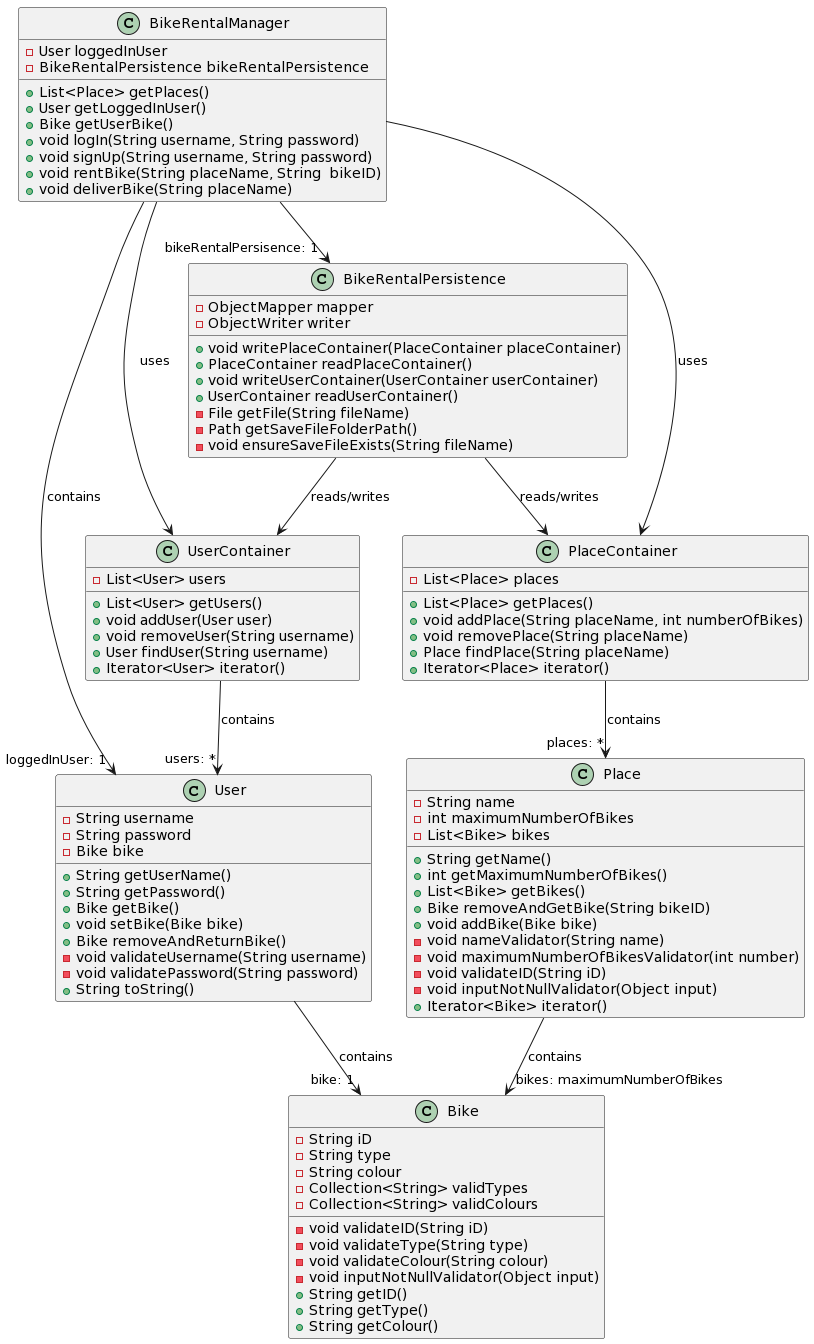 C BikeRentalManager
User loggedInUser
BikeRentalPersistence bikeRentalPersistence
List<Place> getPlaces()
User getLoggedInUser()
Bike getUserBike()
void logIn(String username, String password)
void signUp(String username, String password)
void rentBike(String placeName, String  bikeID)
void deliverBike(String placeName)
bikeRentalPersisence: 1
C BikeRentalPersistence
ObjectMapper mapper
ObjectWriter writer
void writePlaceContainer(PlaceContainer placeContainer)
PlaceContainer readPlaceContainer()
void writeUserContainer(UserContainer userContainer)
UserContainer readUserContainer()
File getFile(String fileName)
Path getSaveFileFolderPath()
void ensureSaveFileExists(String fileName)
uses
uses
contains
reads/writes
reads/writes
C UserContainer
List<User> users
List<User> getUsers()
void addUser(User user)
void removeUser(String username)
User findUser(String username)
Iterator<User> iterator()
C PlaceContainer
List<Place> places
List<Place> getPlaces()
void addPlace(String placeName, int numberOfBikes)
void removePlace(String placeName)
Place findPlace(String placeName)
Iterator<Place> iterator()
contains
contains
loggedInUser: 1
users: *
places: *
C User
String username
String password
Bike bike
String getUserName()
String getPassword()
Bike getBike()
void setBike(Bike bike)
Bike removeAndReturnBike()
void validateUsername(String username)
void validatePassword(String password)
String toString()
C Place
String name
int maximumNumberOfBikes
List<Bike> bikes
String getName()
int getMaximumNumberOfBikes()
List<Bike> getBikes()
Bike removeAndGetBike(String bikeID)
void addBike(Bike bike)
void nameValidator(String name)
void maximumNumberOfBikesValidator(int number)
void validateID(String iD)
void inputNotNullValidator(Object input)
Iterator<Bike> iterator()
contains
contains
bike: 1
bikes: maximumNumberOfBikes
C Bike
String iD
String type
String colour
Collection<String> validTypes
Collection<String> validColours
void validateID(String iD)
void validateType(String type)
void validateColour(String colour)
void inputNotNullValidator(Object input)
String getID()
String getType()
String getColour()